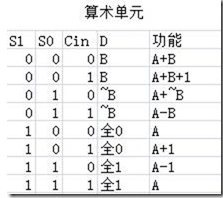 算术单元
S1 S0 Cin D 功能
0 0 0 B A+B
0 0 1 B A+B+1
0 1 0 ~B A+~B
0 1 1 ~B A-B
1 0 0 全0 A
1 0 1 全0 A+1
1 1 0 全1 A-1
1 1 1 全1 A